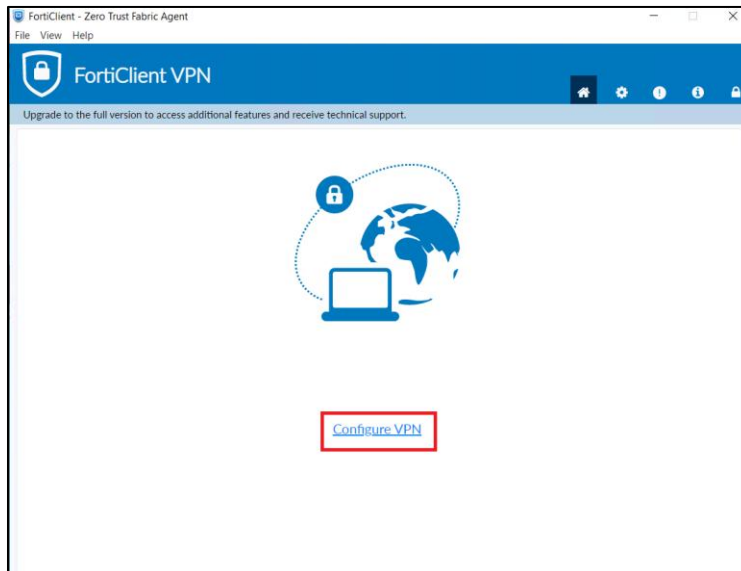 FortiClient - Zero Trust Fabric Agent
File View Help
FortiClient VPN
Upgrade to the full version to access additional features and receive technical support.
Configure VPN